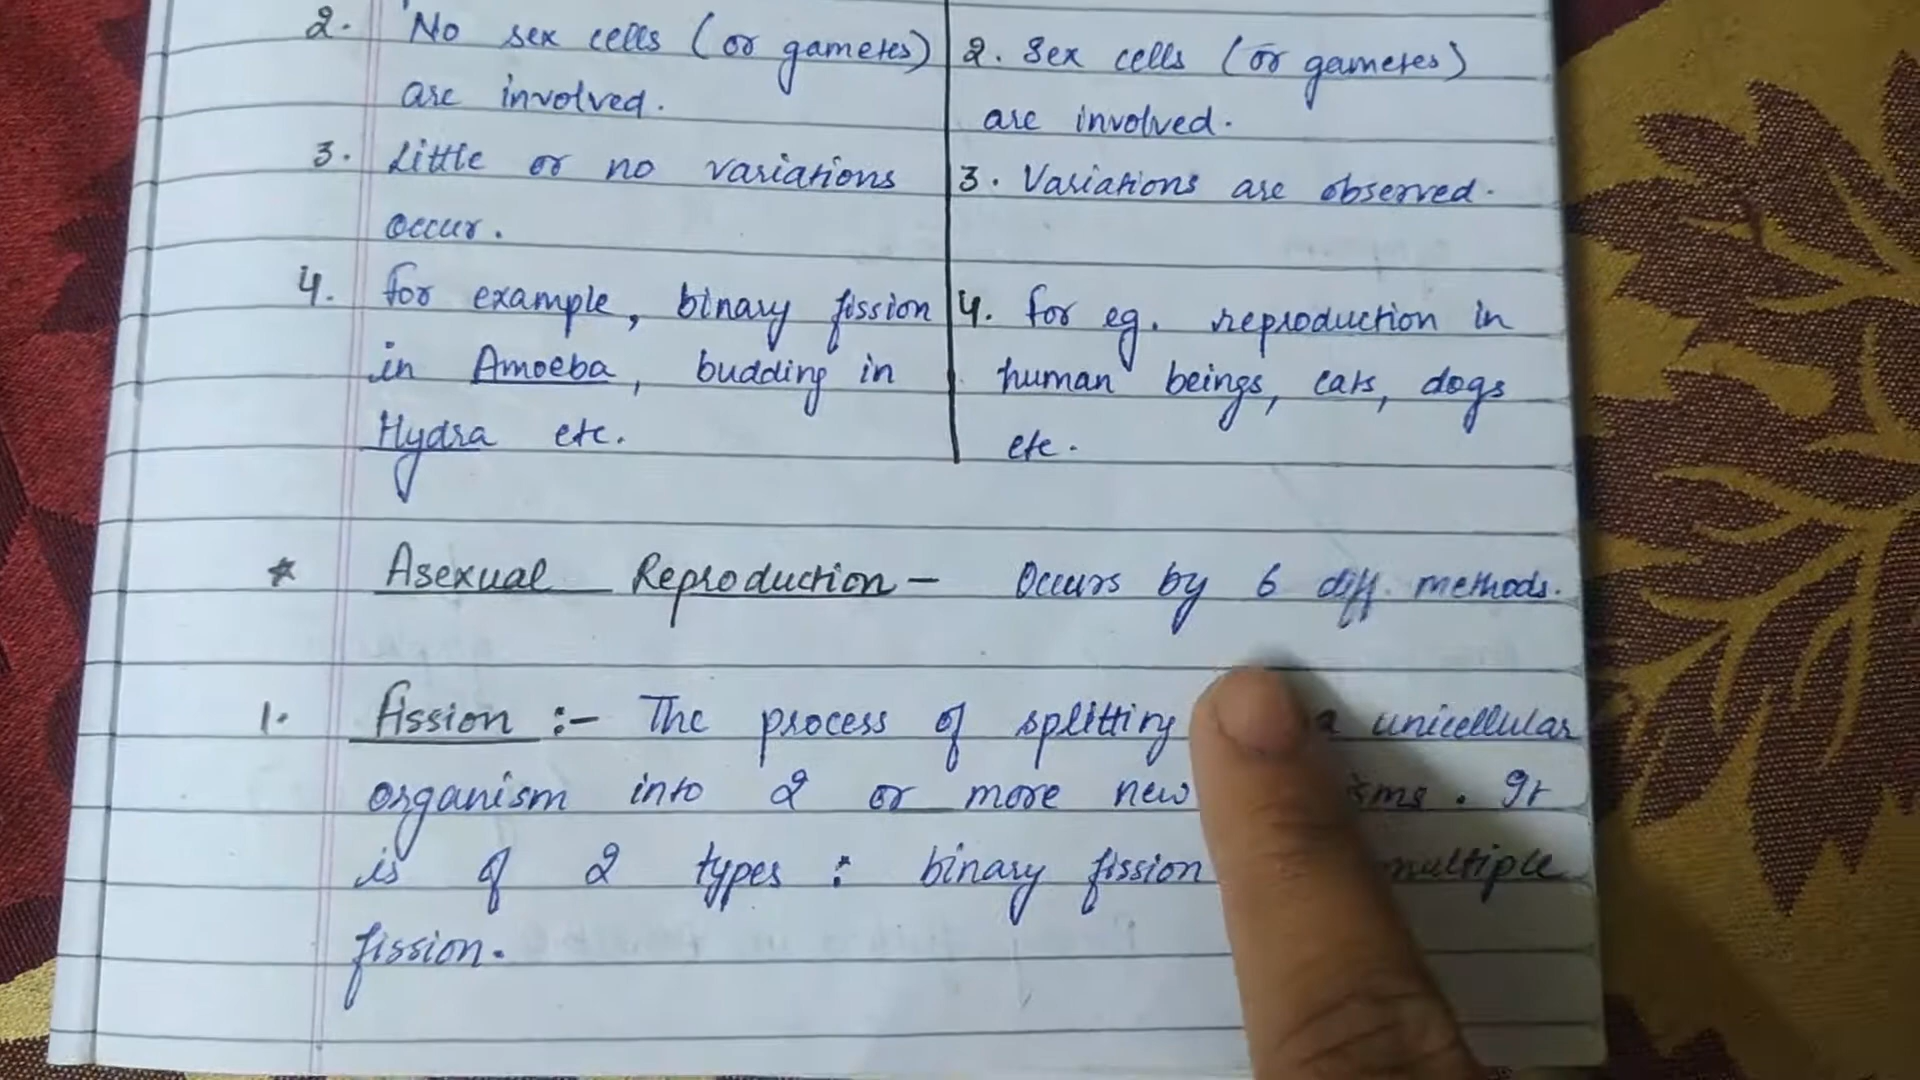 2. No sex cells (or gametes)
are involved.
3. Little or no variations
occur.
4. For example, binary fission
in Amoeba, budding in
Hydra etc.
2. Sex cells (or gametes)
are involved.
3. Variations are observed.
4. For eg. reproduction in
human beings, cats, dogs
etc.
* Asexual Reproduction – Occurs by 6 diff. methods.
1. Fission :- The process of splitting a unicellular
organism into 2 or more new isms. It
is of 2 types : binary fission multiple
fission.